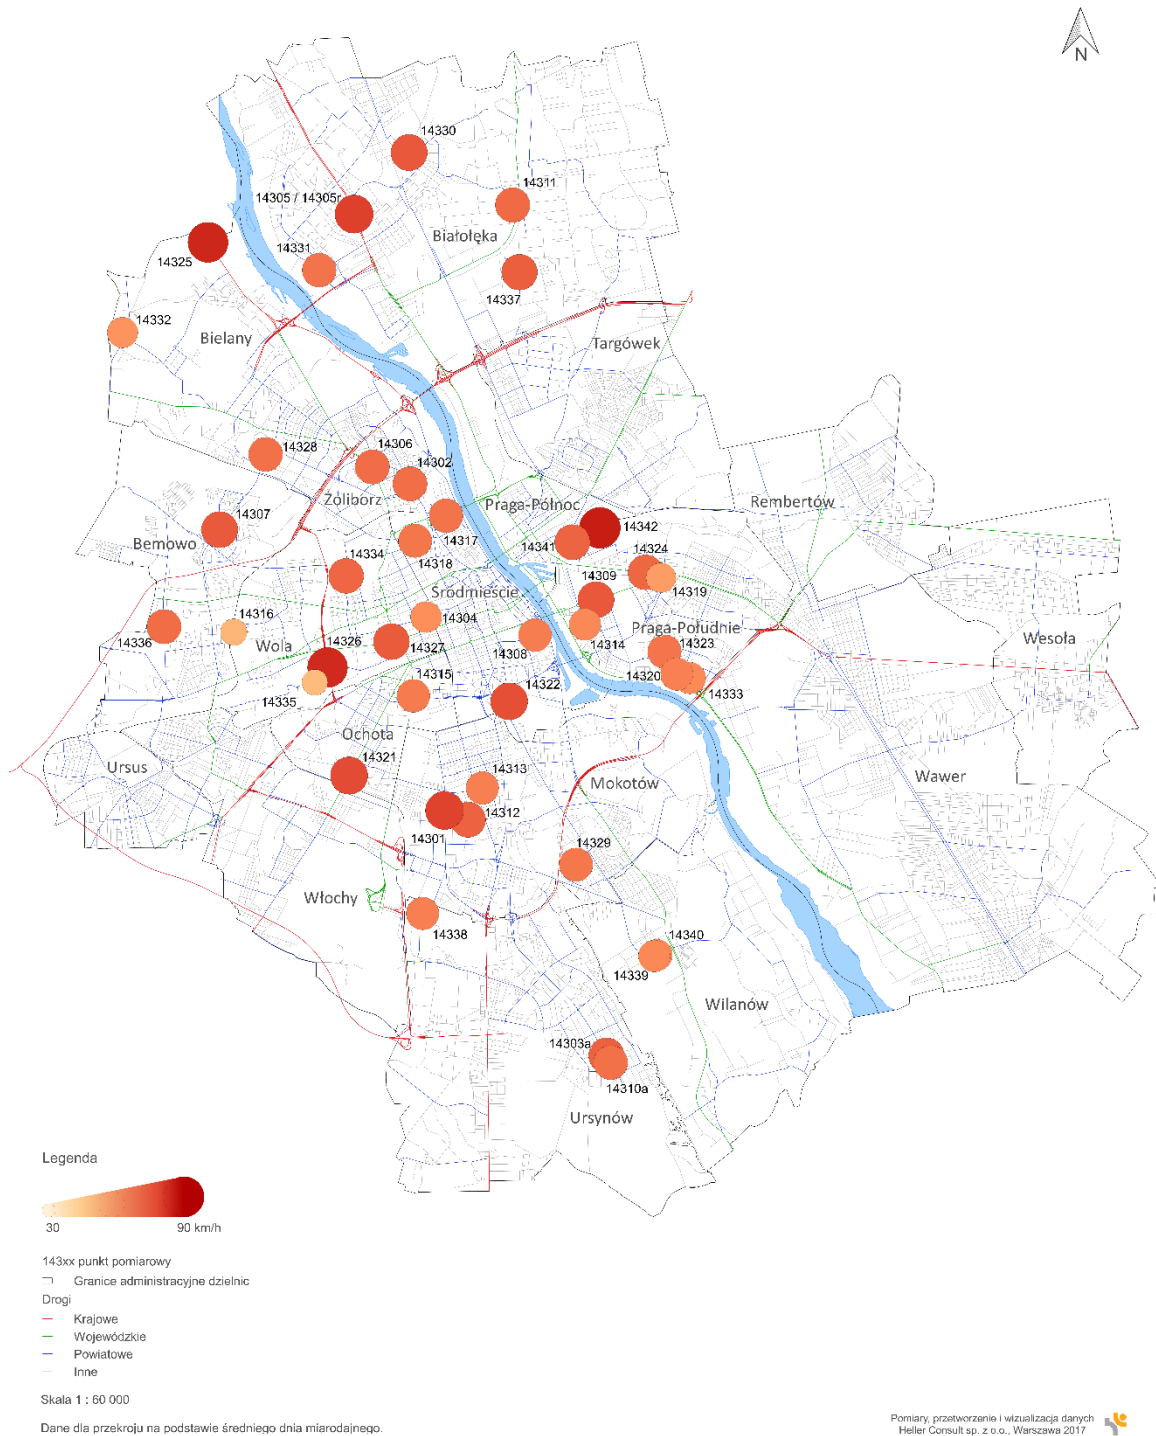 N
14330
14311
14305 / 14305r
Białołęka
14325
14331
14337
14332
Bielany
Targówek
14328
14306
14302
Żoliborz
Praga-Północ
Rembertów
14307
14342
Bemowo
14317
14341
14334
14318
14324
14309
14319
Śródmieście
14316
14304
14336
Wola
14326
14327
14308
14314
Praga-Południe
14323
Wesoła
14335
14315
14322
14320
14333
Ochota
Ursus
14321
14313
Mokotów
Wawer
14312
14301
14329
Włochy
14338
14340
14339
Wilanów
14303a
14310a
Ursynów
Legenda
30
90 km/h
143xx punkt pomiarowy
Granice administracyjne dzielnic
Drogi
Krajowe
Wojewódzkie
Powiatowe
Inne
Skala 1 : 60 000
Dane dla przekroju na podstawie średniego dnia miarodajnego.
Pomiary, przetworzenie i wizualizacja danych
Heller Consult sp. z o.o., Warszawa 2017